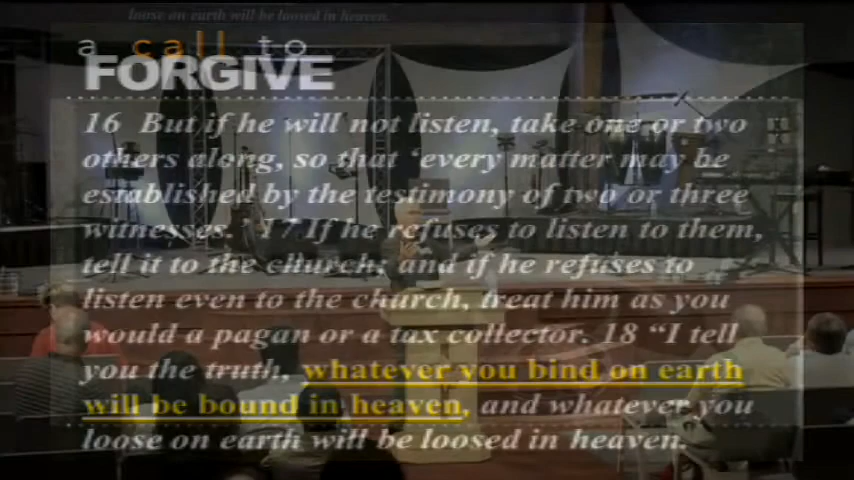 loose on earth will be loosed in heaven.
a call to
FORGIVE
16 But if he will not listen, take one or two
others along, so that ‘every matter may be
established by the testimony of two or three
witnesses.’ 17 If he refuses to listen to them,
tell it to the church; and if he refuses to
listen even to the church, treat him as you
would a pagan or a tax collector. 18 “I tell
you the truth, whatever you bind on earth
will be bound in heaven, and whatever you
loose on earth will be loosed in heaven.